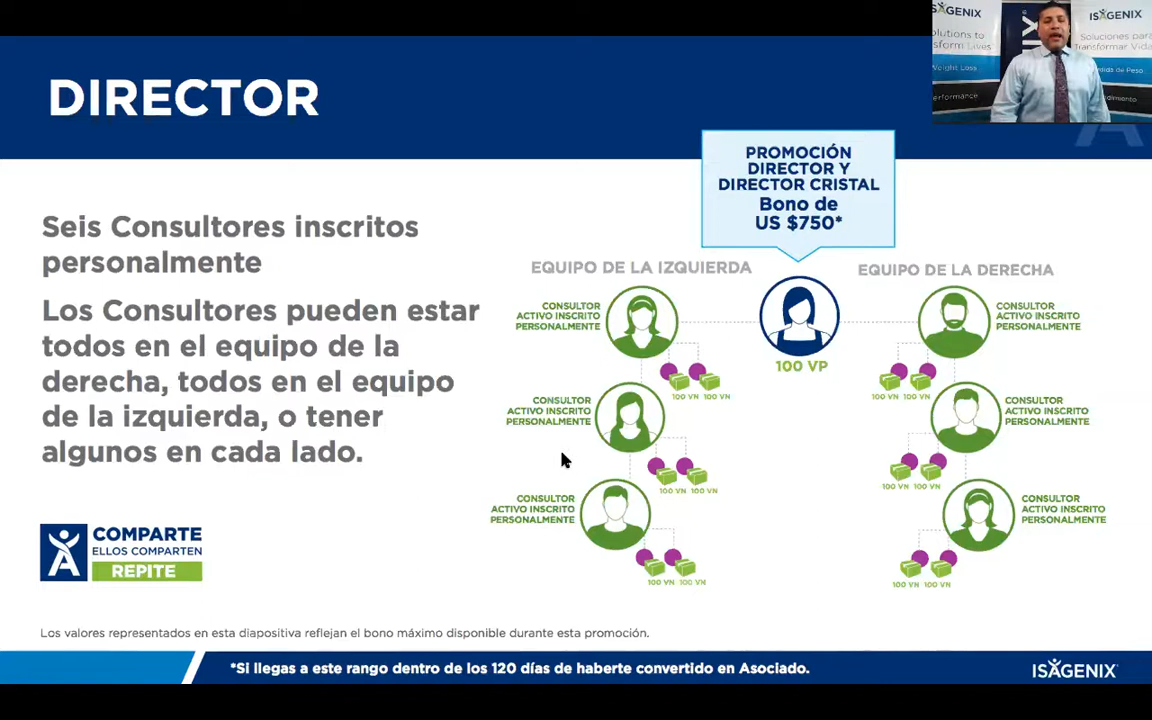 ISAGENIX
ISAGENIX
Soluciones para
Transformar Vida
Weight Loss
DIRECTOR
PROMOCIÓN
DIRECTOR Y
DIRECTOR CRISTAL
Bono de
US $750*
Seis Consultores inscritos
personalmente
Los Consultores pueden estar
todos en el equipo de la
derecha, todos en el equipo
de la izquierda, o tener
algunos en cada lado.
EQUIPO DE LA IZQUIERDA
EQUIPO DE LA DERECHA
CONSULTOR
ACTIVO INSCRITO
PERSONALMENTE
100 VP
CONSULTOR
ACTIVO INSCRITO
PERSONALMENTE
100 VN 100 VN
100 VN 100 VN
CONSULTOR
ACTIVO INSCRITO
PERSONALMENTE
CONSULTOR
ACTIVO INSCRITO
PERSONALMENTE
100 VN 100 VN
100 VN 100 VN
CONSULTOR
ACTIVO INSCRITO
PERSONALMENTE
CONSULTOR
ACTIVO INSCRITO
PERSONALMENTE
100 VN 100 VN
100 VN 100 VN
COMPARTE
ELLOS COMPARTEN
REPITE
Los valores representados en esta diapositiva reflejan el bono máximo disponible durante esta promoción.
*Si llegas a este rango dentro de los 120 días de haberte convertido en Asociado.
ISAGENIX